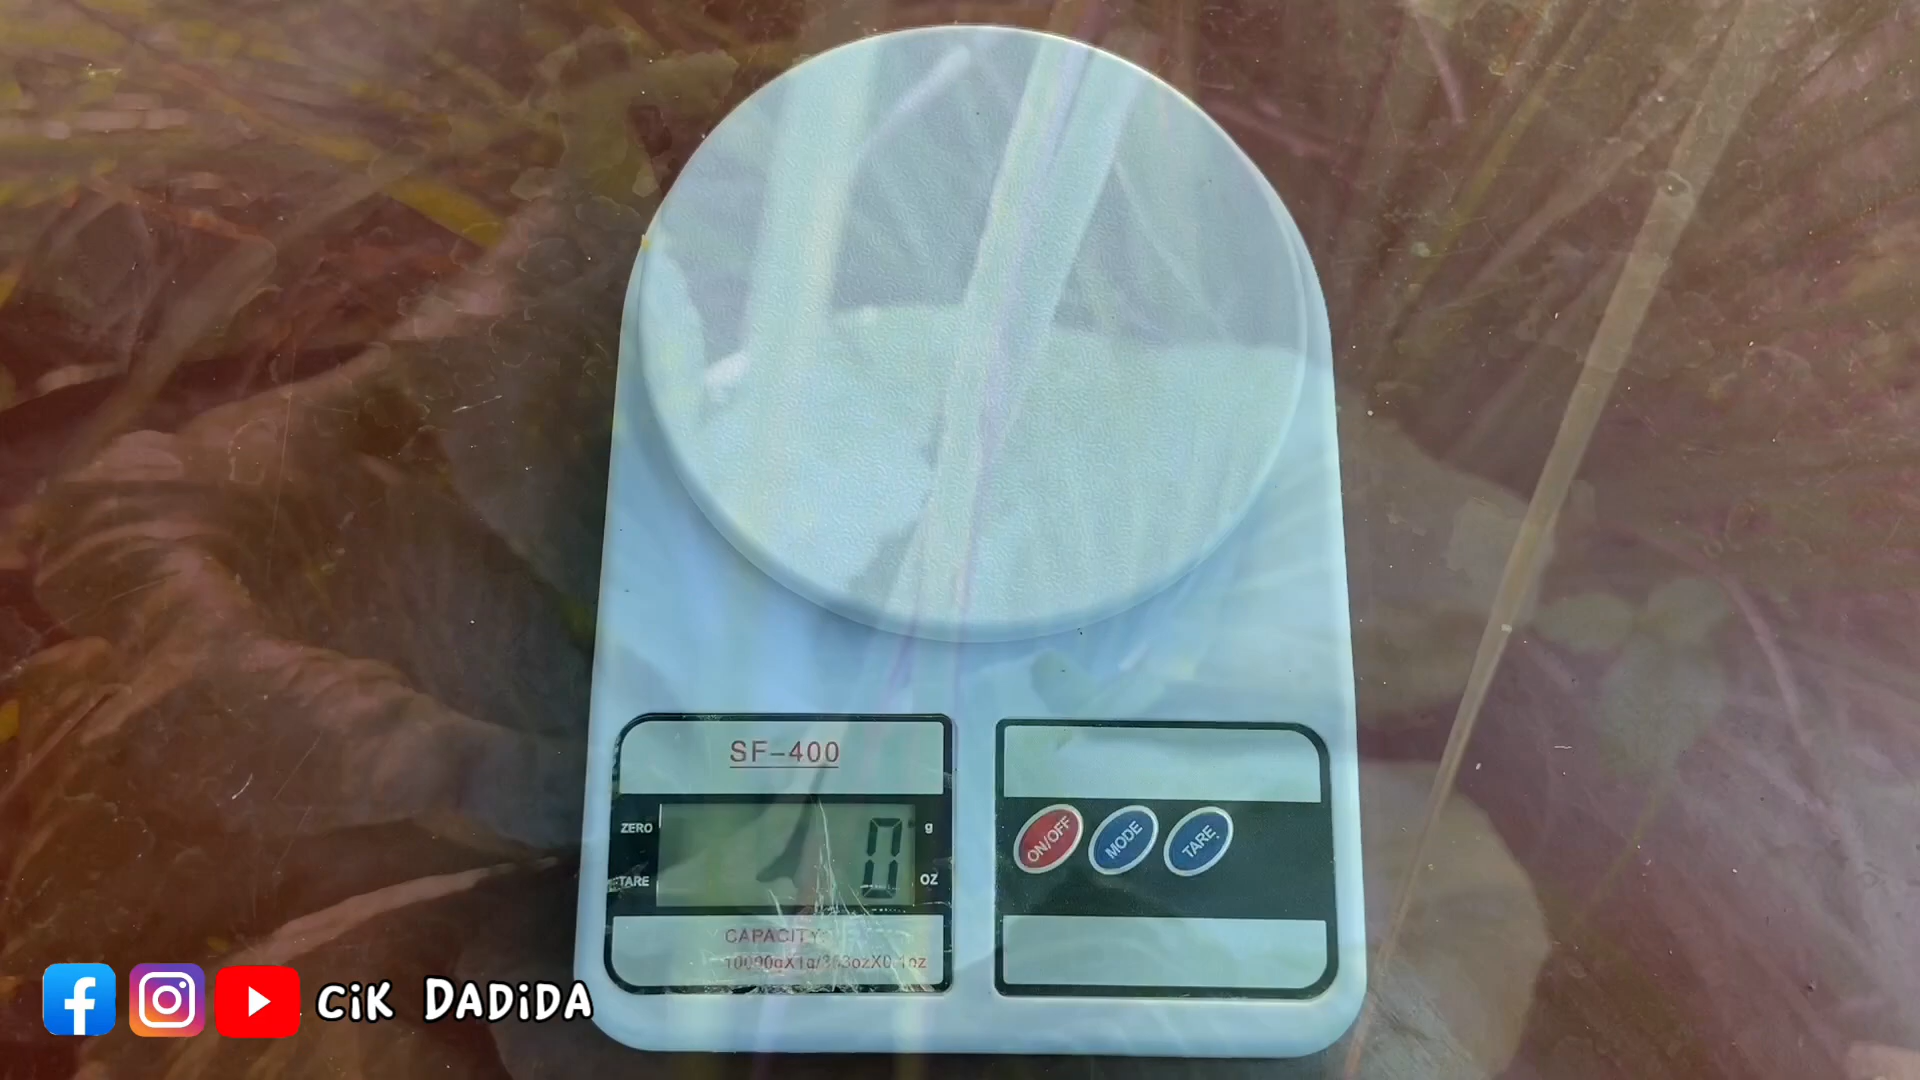 SF-400
ZERO
g
0
TARE
OZ
CAPACITY:
ON/OFF
MODE
TARE
CiK DADiDA